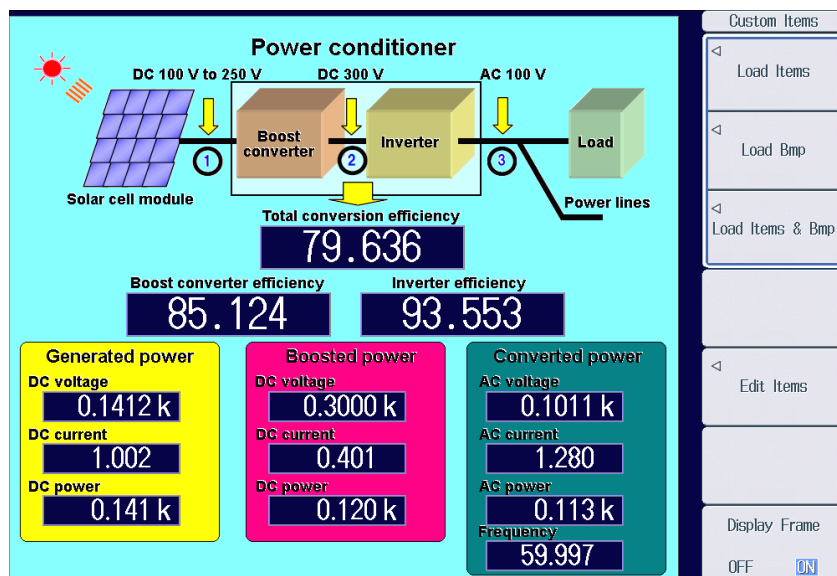 Custom Items
Power conditioner
DC 100 V to 250 V
DC 300 V
AC 100 V
Load Items
Boost
converter
Inverter
Load
1
2
3
Load Bmp
Solar cell module
Power lines
Load Items & Bmp
Total conversion efficiency
79.636
Boost converter efficiency
Inverter efficiency
85.124
93.553
Generated power
DC voltage
0.1412 k
DC current
1.002
DC power
0.141 k
Boosted power
DC voltage
0.3000 k
DC current
0.401
DC power
0.120 k
Converted power
AC voltage
0.1011 k
AC current
1.280
AC power
0.113 k
Frequency
59.997
Edit Items
Display Frame
OFF ON